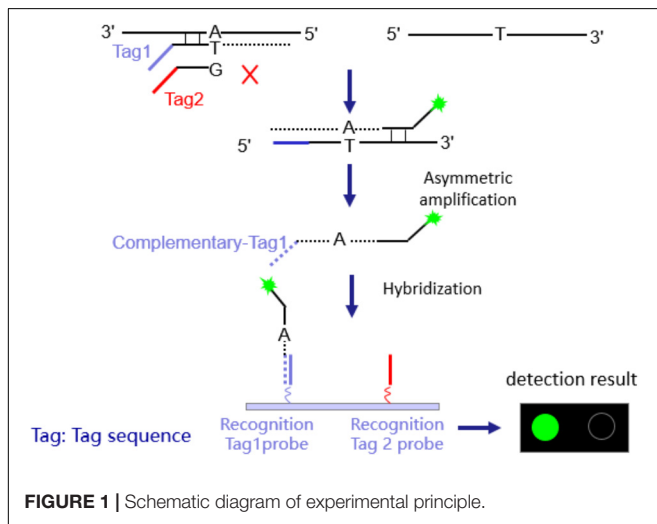 3' A 5' T 3'
Tag1 T
G
Tag2
A
5' T 3'
Asymmetric
amplification
Complementary-Tag1 A
Hybridization
A
detection result
Recognition Recognition
Tag: Tag sequence Tag1probe Tag 2 probe
FIGURE 1 | Schematic diagram of experimental principle.